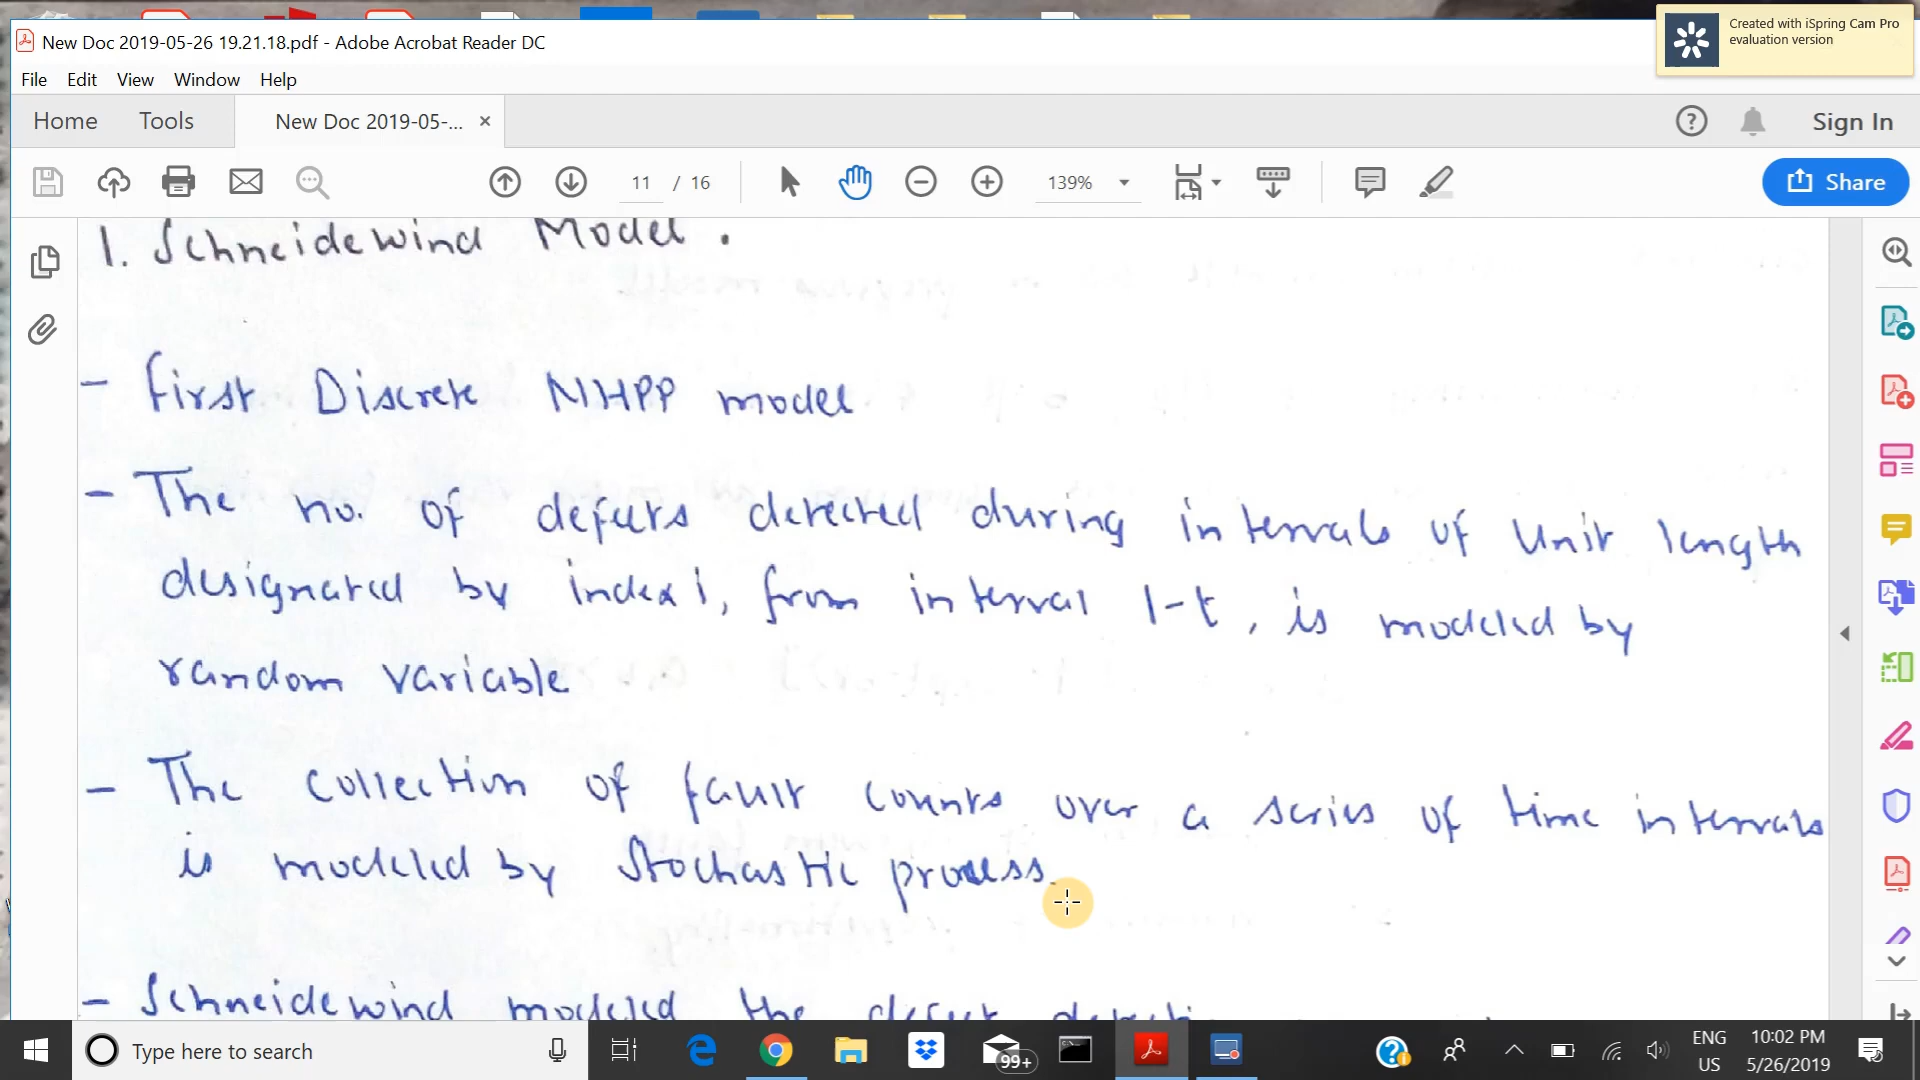 Created with iSpring Cam Pro
evaluation version
New Doc 2019-05-26 19.21.18.pdf - Adobe Acrobat Reader DC
File Edit View Window Help
Home Tools New Doc 2019-05-... × Sign In
11 / 16 139% Share
1. Schneidewind Model.
- First Discrete NHPP model
- The no. of defects detected during intervals of Unit length
designated by index i, from interval 1-t, is modeled by
random variable
- The collection of fault counts over a series of time intervals
is modeled by Stochastic process.
- Schneidewind modeled the defect
Type here to search
99+
ENG
US
10:02 PM
5/26/2019